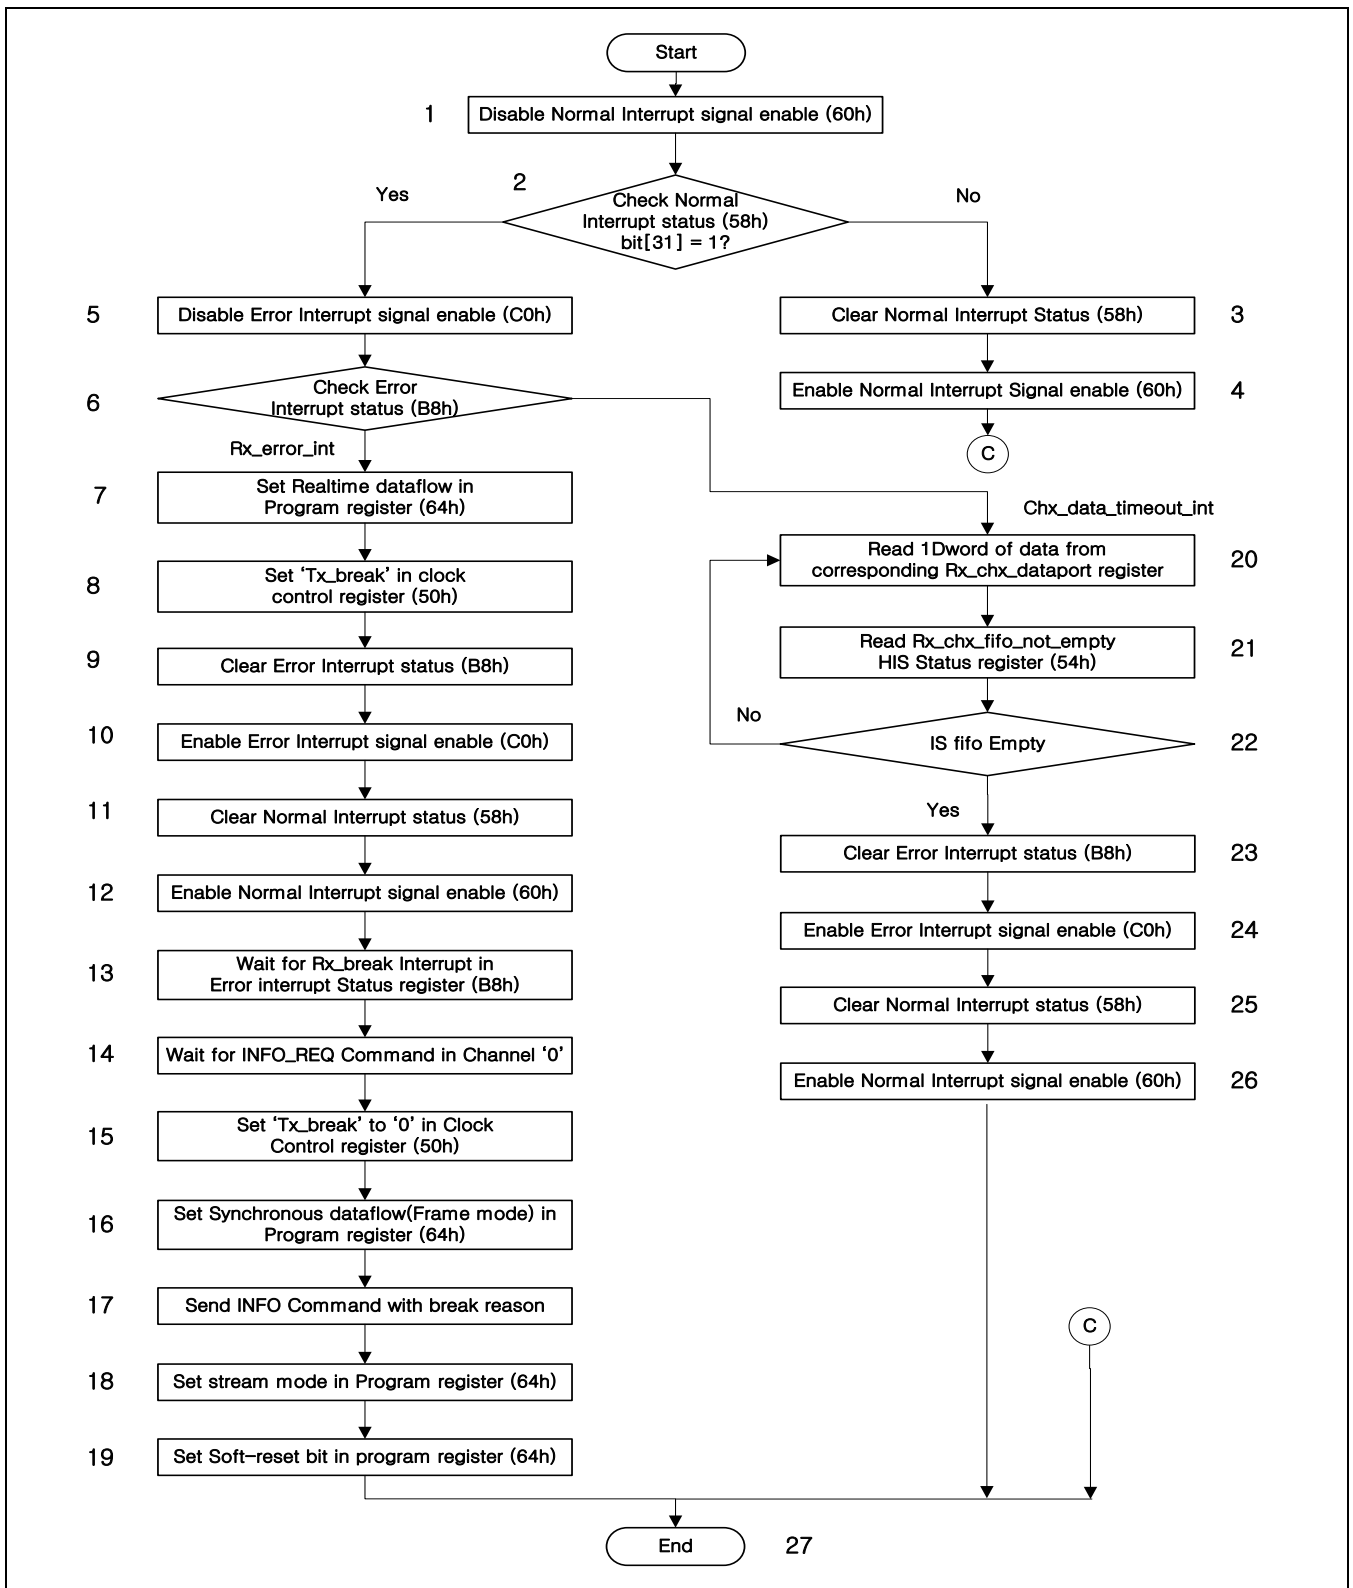 Start
1
Disable Normal Interrupt signal enable (60h)
2
Yes
No
Check Normal
Interrupt status (58h)
bit[31] = 1?
5
Disable Error Interrupt signal enable (C0h)
Clear Normal Interrupt Status (58h)
3
6
Check Error
Interrupt status (B8h)
Enable Normal Interrupt Signal enable (60h)
4
C
Rx_error_int
7
Set Realtime dataflow in
Program register (64h)
Chx_data_timeout_int
8
Set ‘Tx_break’ in clock
control register (50h)
Read 1Dword of data from
corresponding Rx_chx_dataport register
20
9
Clear Error Interrupt status (B8h)
Read Rx_chx_fifo_not_empty
HIS Status register (54h)
21
10
Enable Error Interrupt signal enable (C0h)
No
IS fifo Empty
22
11
Clear Normal Interrupt status (58h)
Yes
Clear Error Interrupt status (B8h)
23
12
Enable Normal Interrupt signal enable (60h)
Enable Error Interrupt signal enable (C0h)
24
13
Wait for Rx_break Interrupt in
Error interrupt Status register (B8h)
Clear Normal Interrupt status (58h)
25
14
Wait for INFO_REQ Command in Channel ‘0’
Enable Normal Interrupt signal enable (60h)
26
15
Set ‘Tx_break’ to ‘0’ in Clock
Control register (50h)
16
Set Synchronous dataflow(Frame mode) in
Program register (64h)
17
Send INFO Command with break reason
C
18
Set stream mode in Program register (64h)
19
Set Soft-reset bit in program register (64h)
End
27